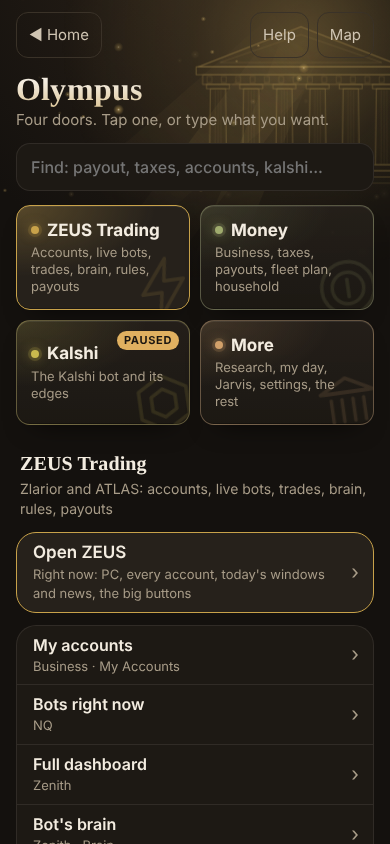 ◀ Home
Help
Map
Olympus
Four doors. Tap one, or type what you want.
Find: payout, taxes, accounts, kalshi...
ZEUS Trading
Accounts, live bots,
trades, brain, rules,
payouts
Money
Business, taxes,
payouts, fleet plan,
household
PAUSED
Kalshi
The Kalshi bot and its
edges
More
Research, my day,
Jarvis, settings, the
rest
ZEUS Trading
Zlarior and ATLAS: accounts, live bots, trades, brain,
rules, payouts
Open ZEUS
Right now: PC, every account, today's windows
and news, the big buttons
My accounts
Business · My Accounts
Bots right now
NQ
Full dashboard
Zenith
Bot's brain
Zenith · Brain